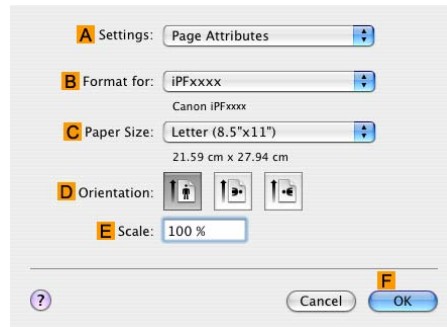 A Settings: Page Attributes
B Format for: iPFxxxx
Canon iPFxxxx
C Paper Size: Letter (8.5"x11")
21.59 cm x 27.94 cm
D Orientation:
E Scale: 100 %
F
? Cancel OK